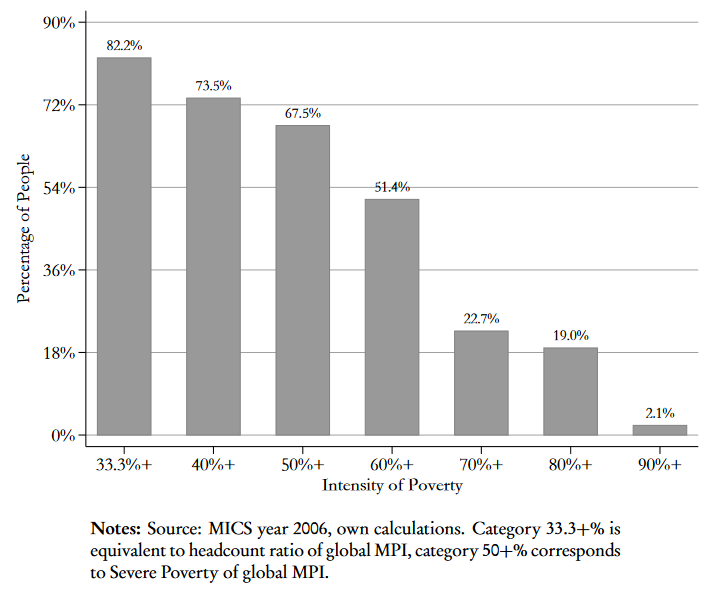 90%
82.2%
73.5%
72%
67.5%
54%
51.4%
Percentage of People
36%
22.7%
19.0%
18%
2.1%
0%
33.3%+ 40%+ 50%+ 60%+ 70%+ 80%+ 90%+
Intensity of Poverty
Notes: Source: MICS year 2006, own calculations. Category 33.3+% is
equivalent to headcount ratio of global MPI, category 50+% corresponds
to Severe Poverty of global MPI.